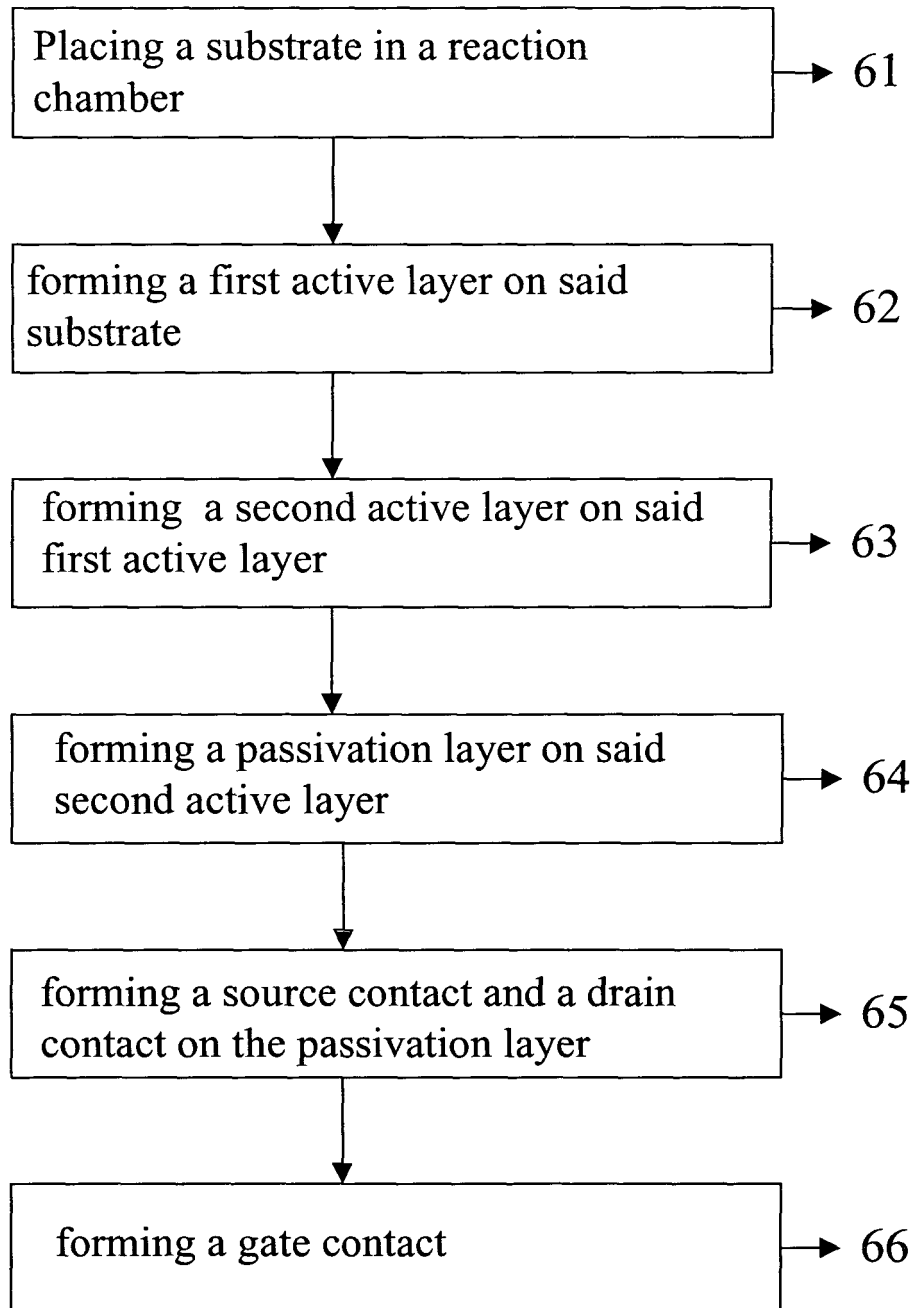 Placing a substrate in a reaction
chamber
61
forming a first active layer on said
substrate
62
forming a second active layer on said
first active layer
63
forming a passivation layer on said
second active layer
64
forming a source contact and a drain
contact on the passivation layer
65
forming a gate contact
66